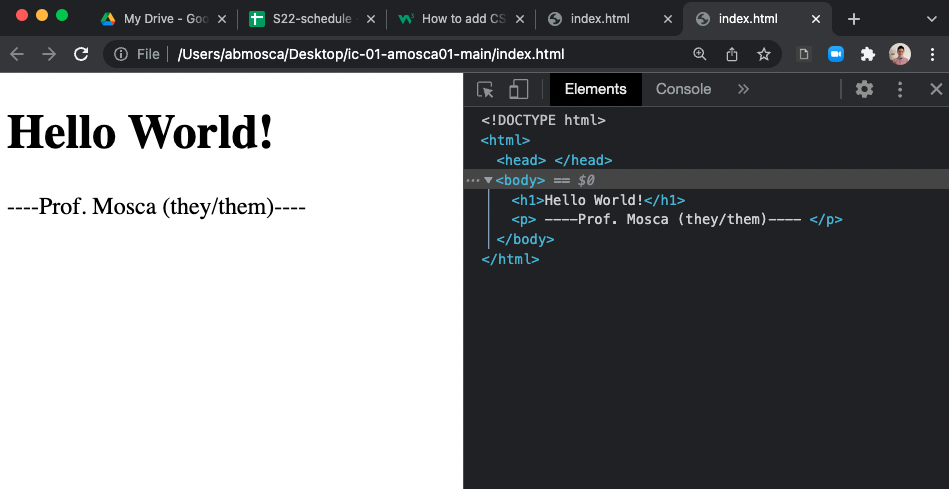 My Drive - Goo
S22-schedule
How to add CS
index.html
index.html
File
/Users/abmosca/Desktop/ic-01-amosca01-main/index.html
Hello World!
----Prof. Mosca (they/them)----
Elements Console »
<!DOCTYPE html>
<html>
<head> </head>
<body> == $0
<h1>Hello World!</h1>
<p> ----Prof. Mosca (they/them)---- </p>
</body>
</html>